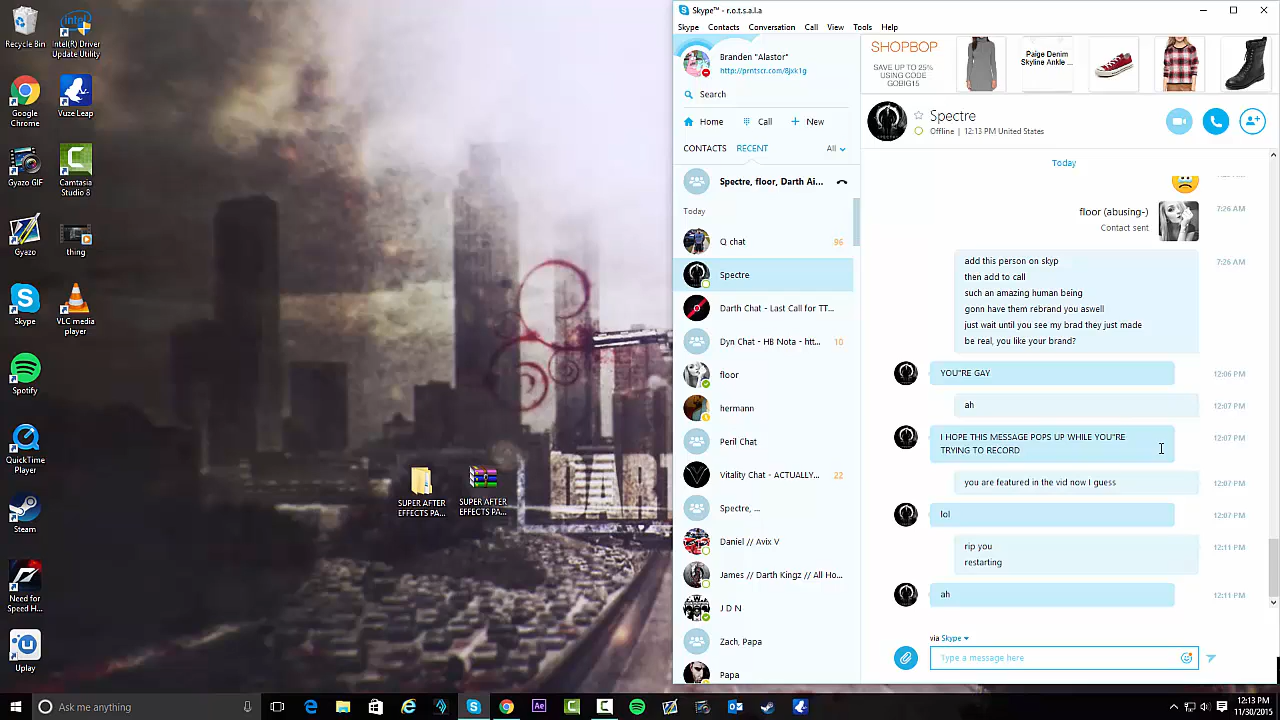 Recycle Bin
Intel(R) Driver
Update Utility
Google
Chrome
Vuze Leap
Gyazo GIF
Camtasia
Studio 8
Gyazo
thing
Skype
VLC media
player
Spotify
QuickTime
Player
Steam
Need for
Speed H...
Uplay
SUPER AFTER
EFFECTS PA...
SUPER AFTER
EFFECTS PA...
Skype™ - r.o.t.s.a.l.a
Skype Contacts Conversation Call View Tools Help
Branden "Alastor"
http://prntscr.com/8jxk1g
Search
Home Call New
CONTACTS RECENT All
Spectre, floor, Darth Ai...
Today
Q chat 96
Spectre
Darth Chat - Last Call for TT...
Dyn Chat - HB Nota - htt... 10
floor
hermann
Peril Chat
Vitality Chat - ACTUALLY... 22
Spectre, ...
Daniel // Avix V
James // Darth Kingz // All Ho...
J D N
Zach, Papa
Papa
SHOPBOP
SAVE UP TO 25%
USING CODE
GOBIG15
Paige Denim
Skyline Ankle ...
Spectre
Offline | 12:13 PM United States
Today
floor (abusing-) 7:26 AM
Contact sent
add this person on skyp 7:26 AM
then add to call
such an amazing human being
gonn have them rebrand you aswell
just wait until you see my brad they just made
be real, you like your brand?
YOU"RE GAY 12:06 PM
ah 12:07 PM
I HOPE THIS MESSAGE POPS UP WHILE YOU"RE 12:07 PM
TRYING TO RECORD
you are featured in the vid now I guess 12:07 PM
lol 12:07 PM
rip you 12:11 PM
restarting
ah 12:11 PM
via Skype
Type a message here
Ask me anything
12:13 PM
11/30/2015